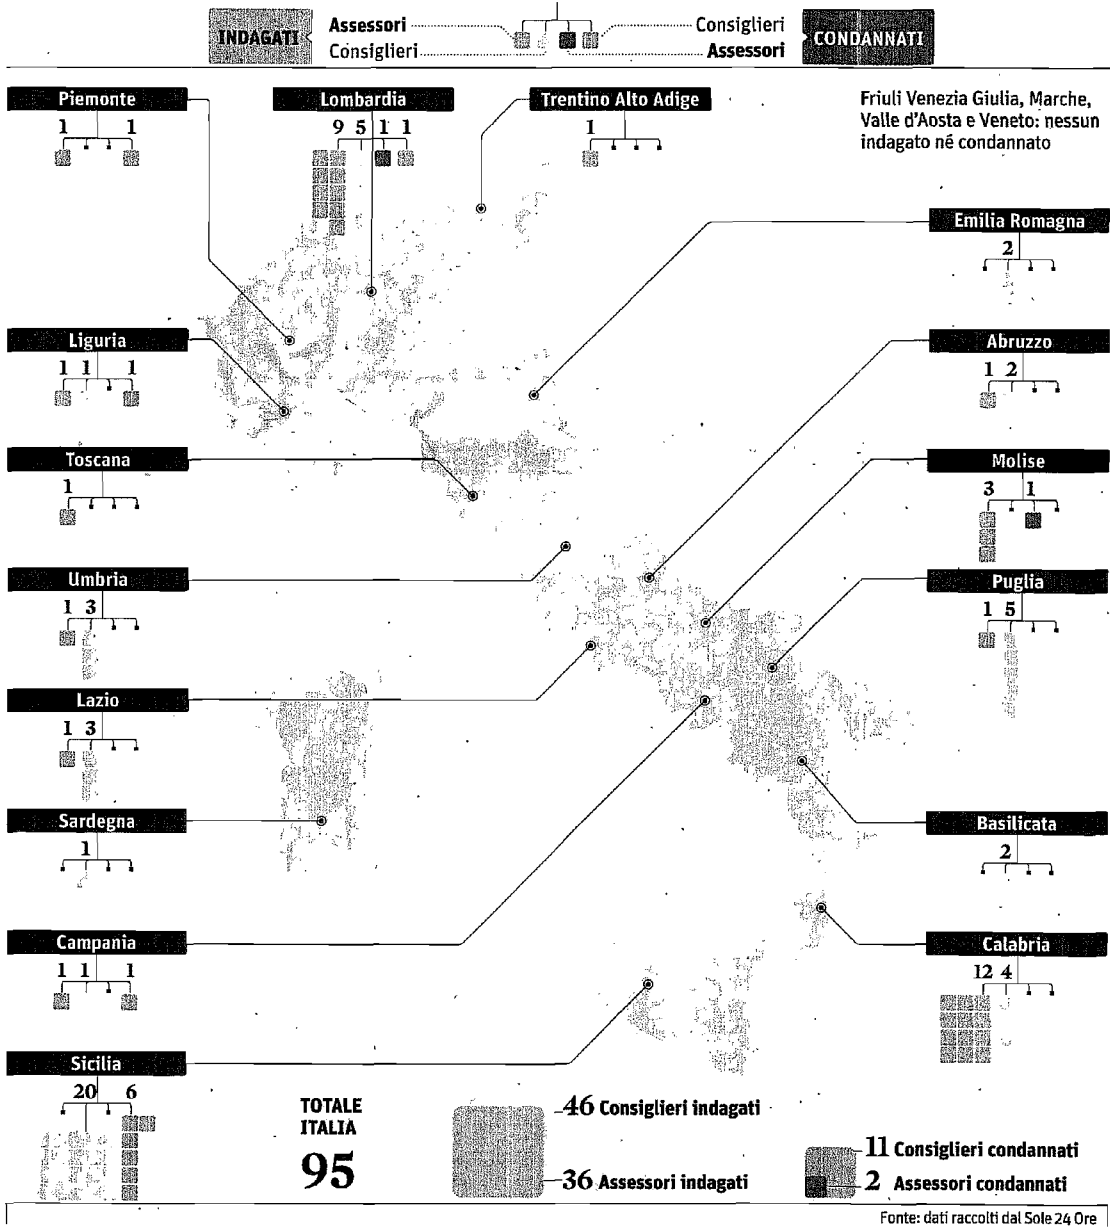 INDAGATI
Assessori
Consiglieri
Consiglieri
Assessori
CONDANNATI
Piemonte
1 1
Lombardia
9 5 1 1
Trentino Alto Adige
1
Friuli Venezia Giulia, Marche,
Valle d'Aosta e Veneto: nessun
indagato né condannato
Emilia Romagna
2
Liguria
1 1 1
Abruzzo
1 2
Toscana
1
Molise
3 1
Umbria
1 3
Puglia
1 5
Lazio
1 3
Sardegna
1
Basilicata
2
Campania
1 1 1
Calabria
12 4
Sicilia
20 6
TOTALE
ITALIA
95
46 Consiglieri indagati
36 Assessori indagati
11 Consiglieri condannati
2 Assessori condannati
Fonte: dati raccolti dal Sole 24 Ore